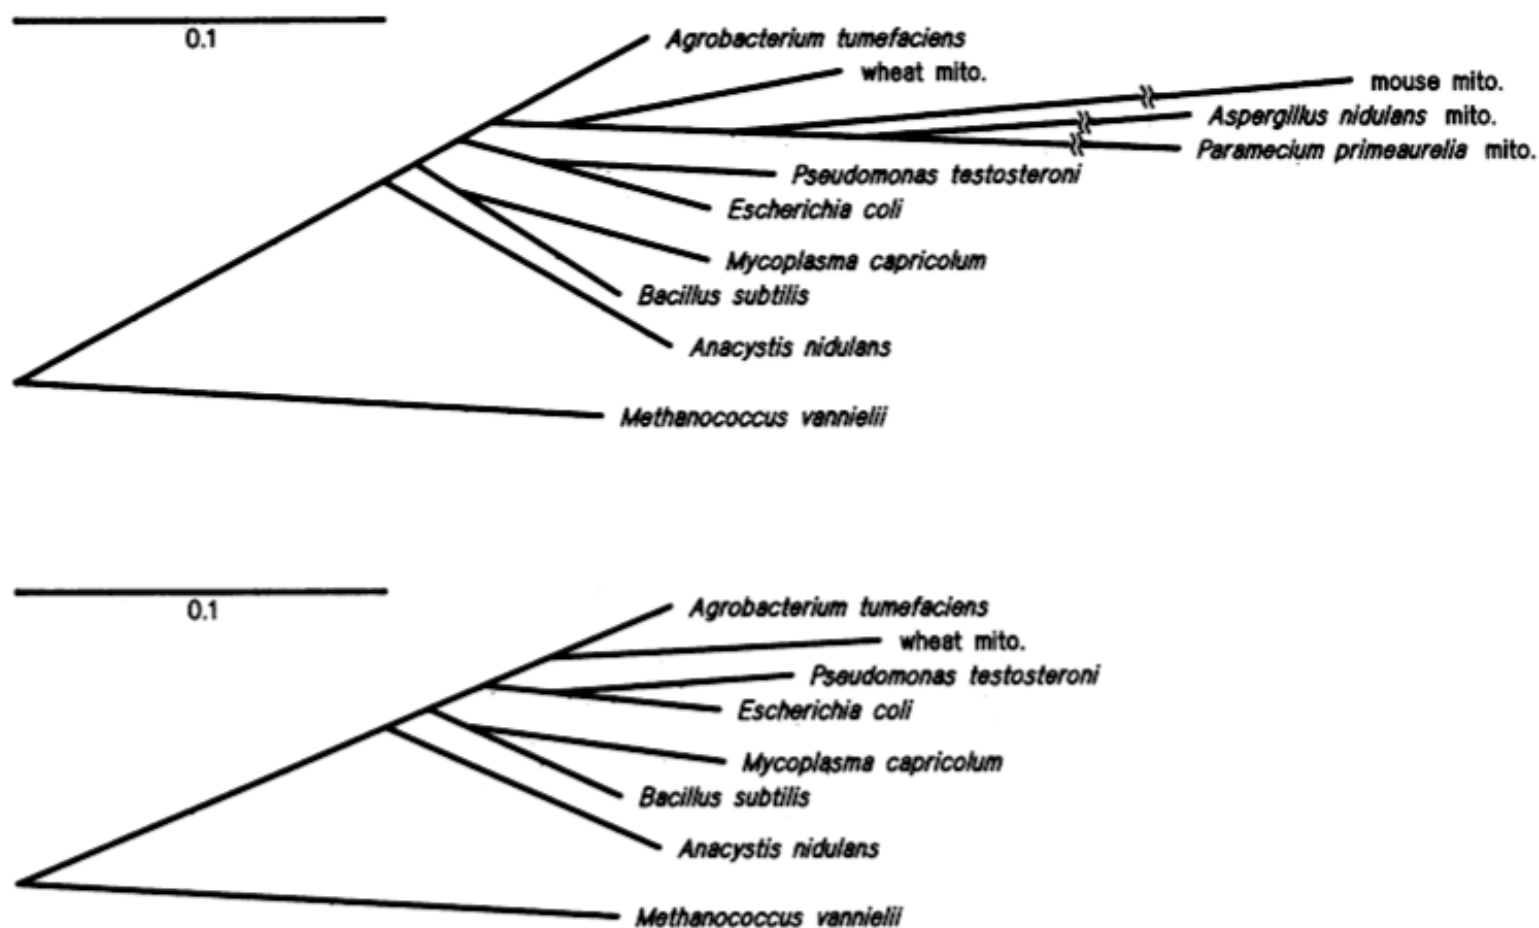 0.1
Agrobacterium tumefaciens
wheat mito.
mouse mito.
Aspergillus nidulans mito.
Paramecium primeaurelia mito.
Pseudomonas testosteroni
Escherichia coli
Mycoplasma capricolum
Bacillus subtilis
Anacystis nidulans
Methanococcus vannielii
0.1
Agrobacterium tumefaciens
wheat mito.
Pseudomonas testosteroni
Escherichia coli
Mycoplasma capricolum
Bacillus subtilis
Anacystis nidulans
Methanococcus vannielii